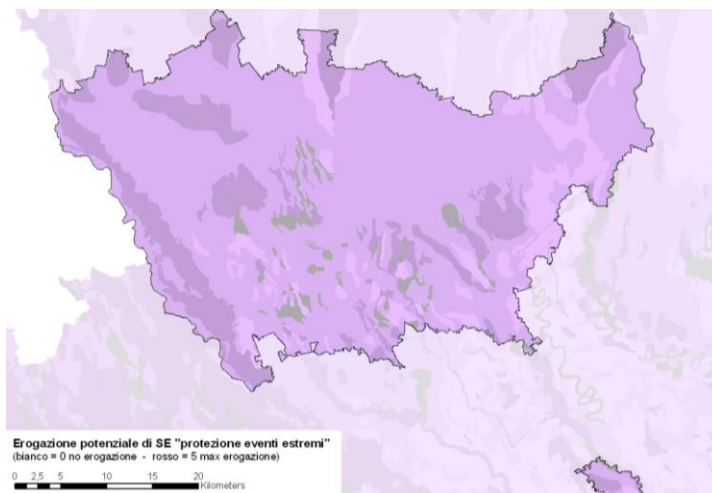 Erogazione potenziale di SE "protezione eventi estremi"
(bianco = 0 no erogazione - rosso = 5 max erogazione)
0 2,5 5 10 15 20
Kilometers